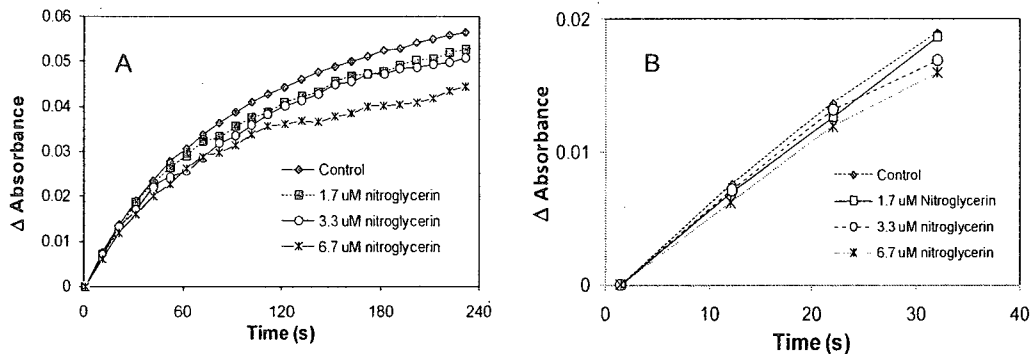 A
Δ Absorbance
0.06
0.05
0.04
0.03
0.02
0.01
0
0
60
120
180
240
Time (s)
Control
1.7 uM nitroglycerin
3.3 uM nitroglycerin
6.7 uM nitroglycerin
B
Δ Absorbance
0.02
0.01
0
0
10
20
30
40
Time (s)
Control
1.7 uM Nitroglycerin
3.3 uM nitroglycerin
6.7 uM nitroglycerin